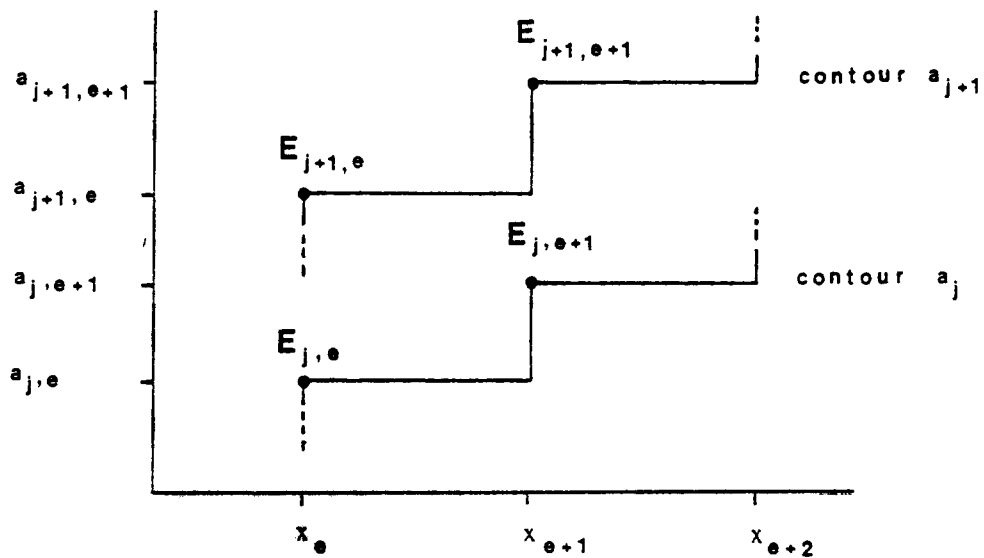 E j+1,e+1
a j+1,e+1
contour a j+1
E j+1,e
a j+1,e
E j,e+1
a j,e+1
contour a j
E j,e
a j,e
x e
x e+1
x e+2